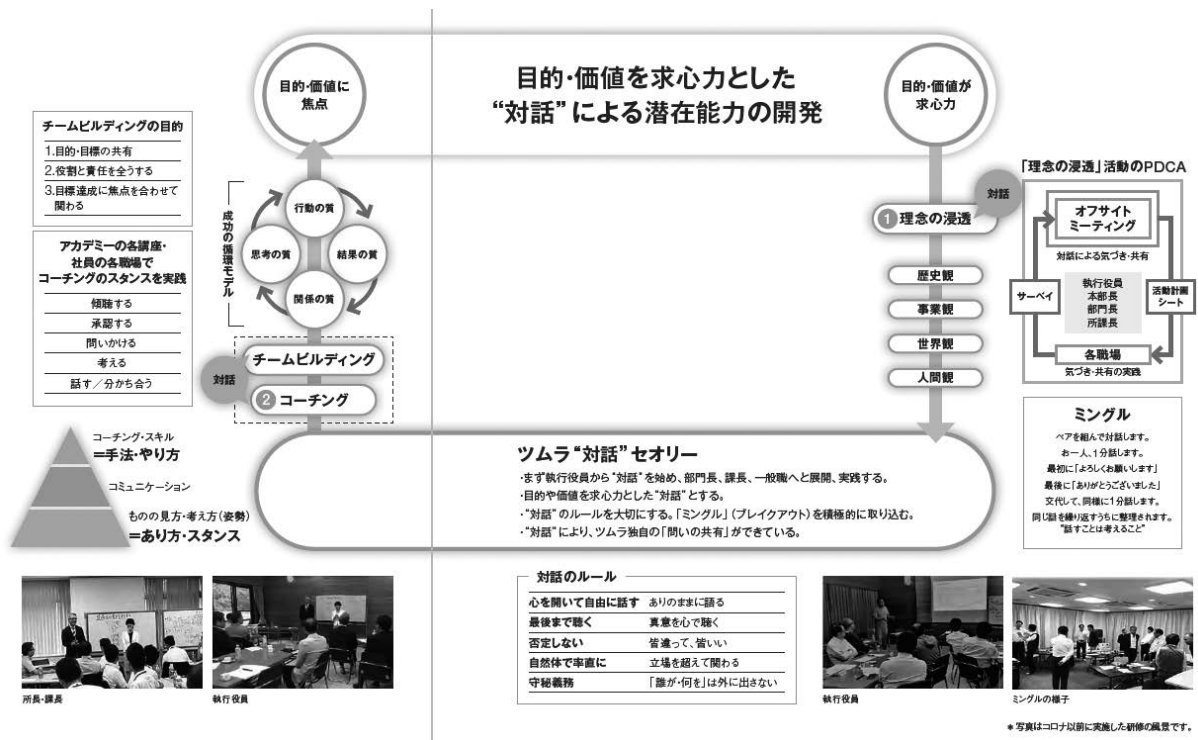 目的・価値を求心力とした
“対話”による潜在能力の開発
目的・価値に
焦点
目的・価値が
求心力
チームビルディングの目的
1.目的・目標の共有
2.役割と責任を全うする
3.目標達成に焦点を合わせて
関わる
アカデミーの各講座・
社員の各職場で
コーチングのスタンスを実践
傾聴する
承認する
問いかける
考える
話す／分かち合う
成功の循環モデル
行動の質
思考の質
結果の質
関係の質
対話
チームビルディング
2 コーチング
コーチング・スキル
＝手法・やり方
コミュニケーション
ものの見方・考え方（姿勢）
＝あり方・スタンス
対話
1 理念の浸透
歴史観
事業観
世界観
人間観
「理念の浸透」活動のPDCA
オフサイト
ミーティング
対話による気づき・共有
サーベイ
執行役員
本部長
部門長
所課長
活動計画
シート
各職場
気づき・共有の実践
ミングル
ペアを組んで対話します。
お一人、1分話します。
最初に「よろしくお願いします」
最後に「ありがとうございました」
交代して、同様に1分話します。
同じ話を繰り返すうちに整理されます。
“話すことは考えること”
ツムラ“対話”セオリー
・まず執行役員から“対話”を始め、部門長、課長、一般職へと展開、実践する。
・目的や価値を求心力とした“対話”とする。
・“対話”のルールを大切にする。「ミングル」（ブレイクアウト）を積極的に取り込む。
・“対話”により、ツムラ独自の「問いの共有」ができている。
対話のルール
心を開いて自由に話す ありのままに語る
最後まで聴く 真意を心で聴く
否定しない 皆違って、皆いい
自然体で率直に 立場を超えて関わる
守秘義務 「誰が・何を」は外に出さない
所長・課長
執行役員
執行役員
ミングルの様子
＊写真はコロナ以前に実施した研修の風景です。